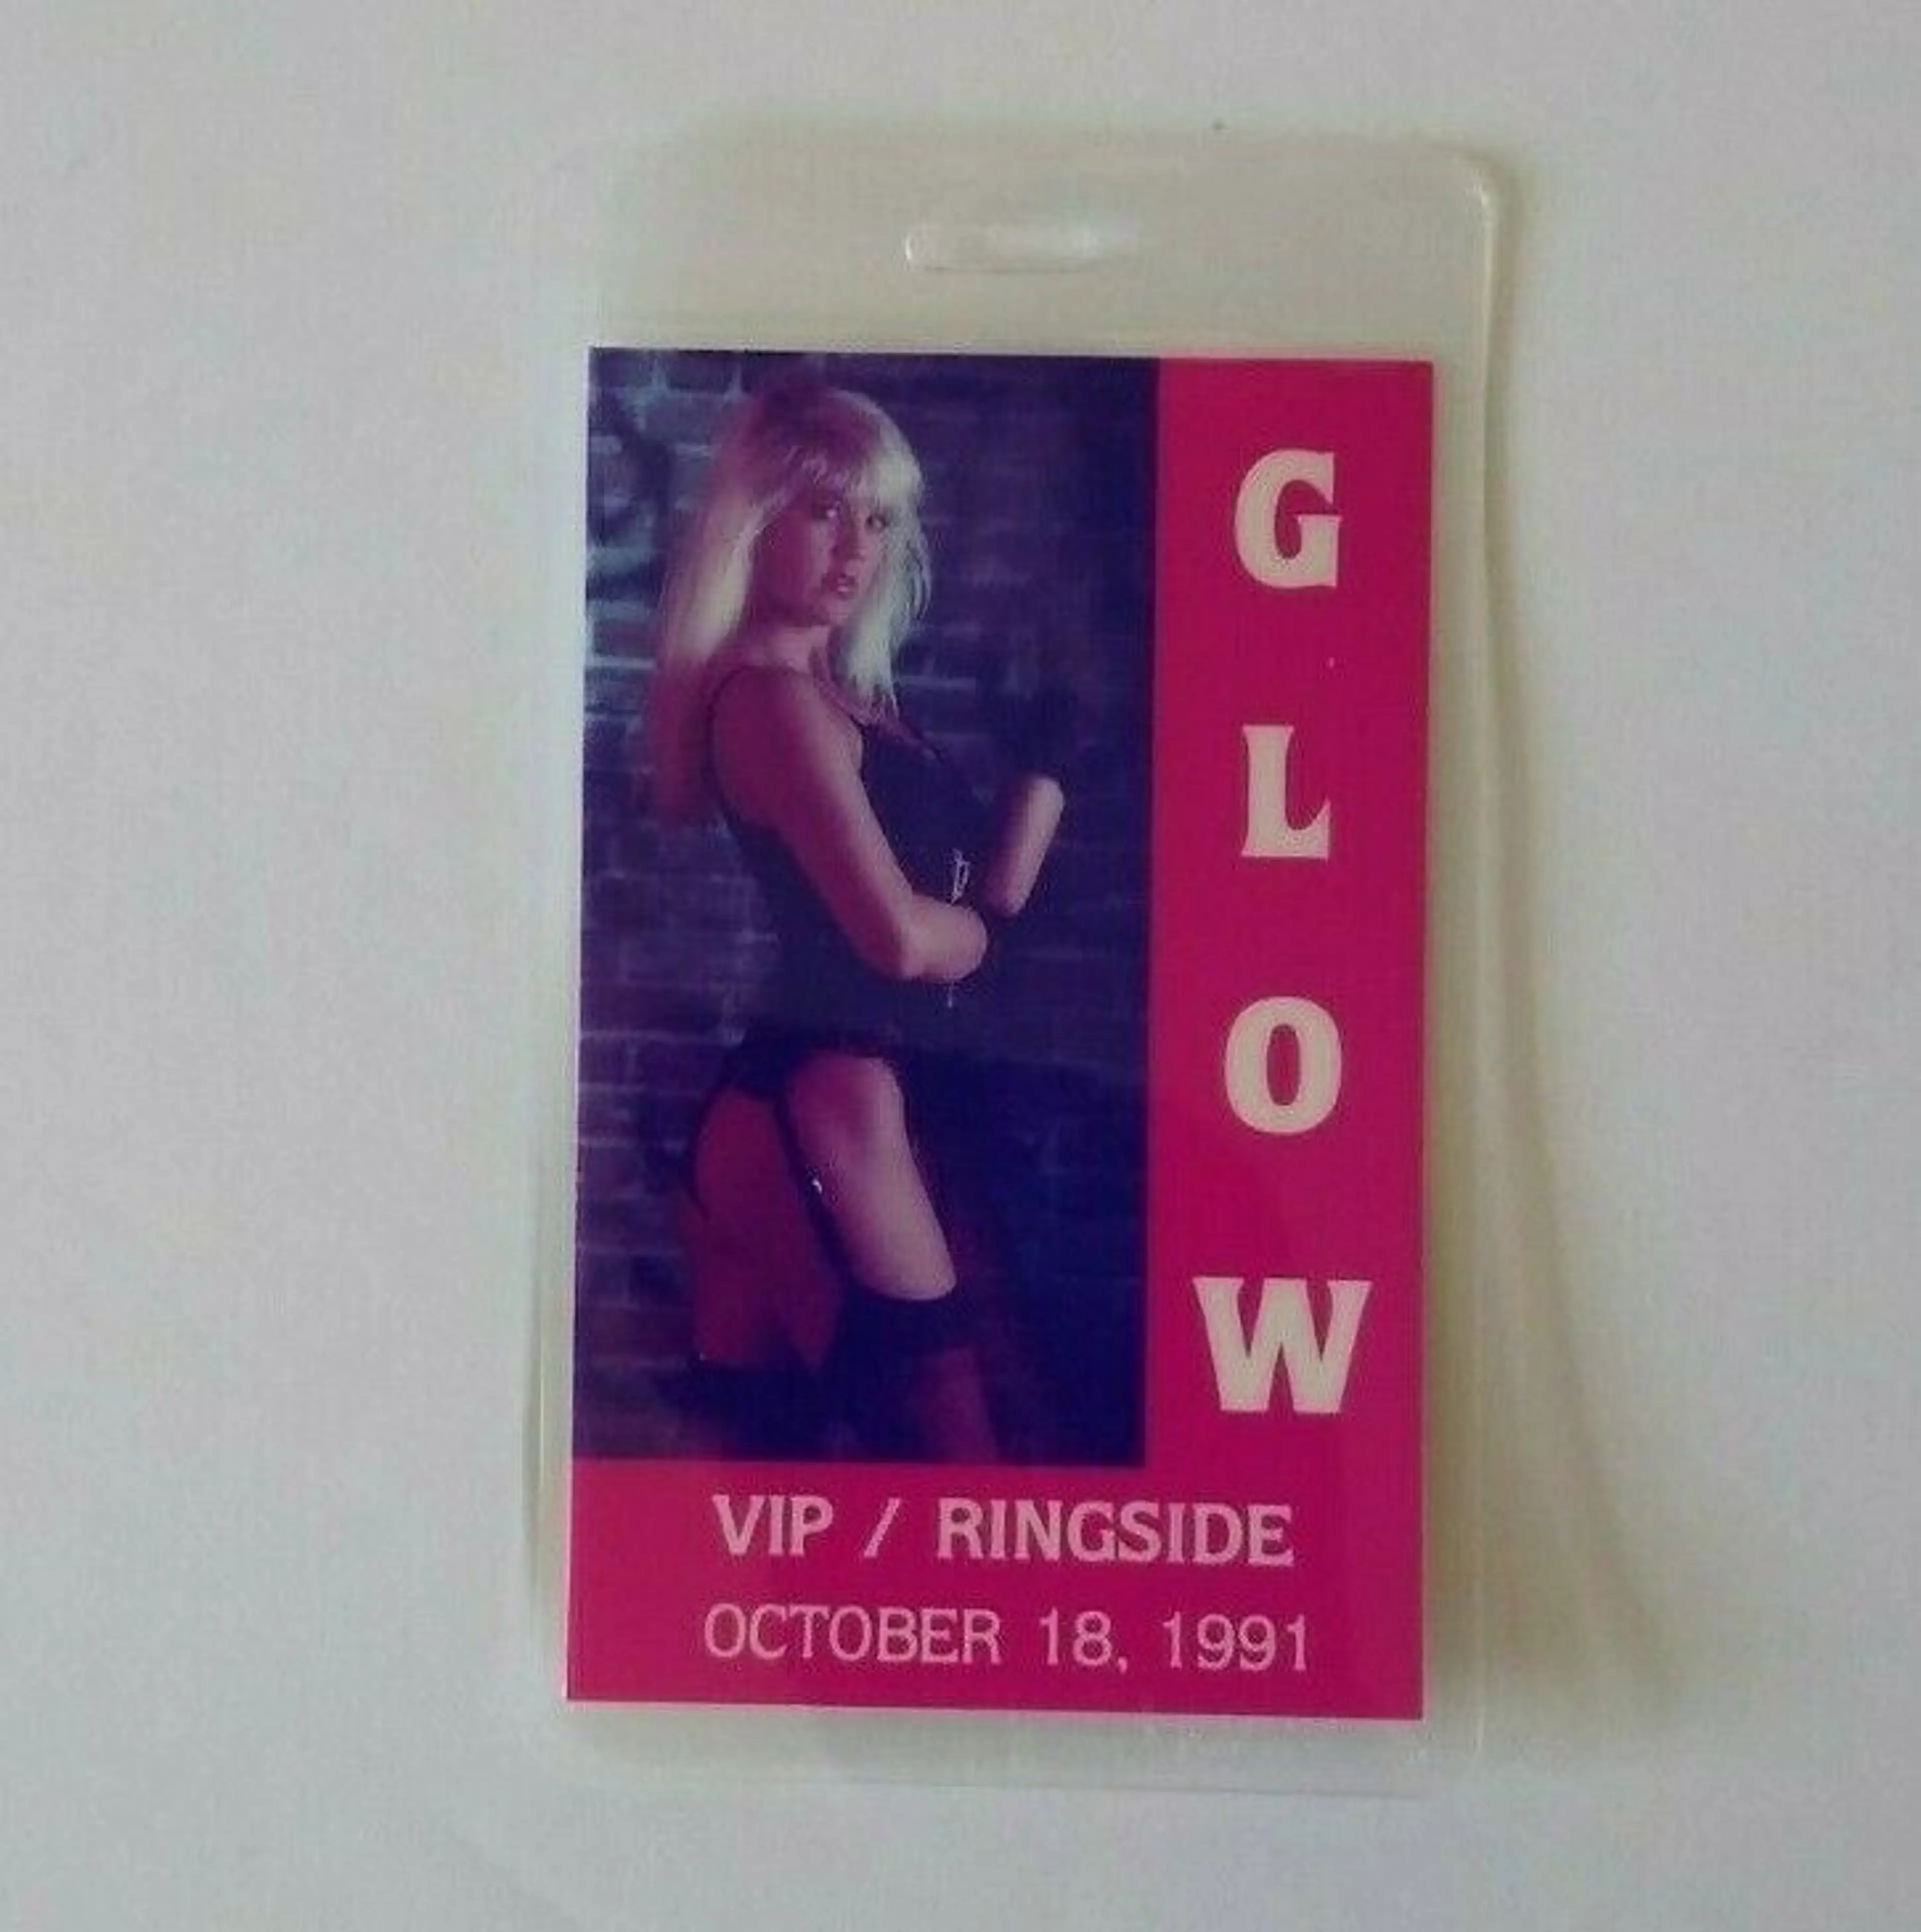 GLOW
VIP / RINGSIDE
OCTOBER 18, 1991